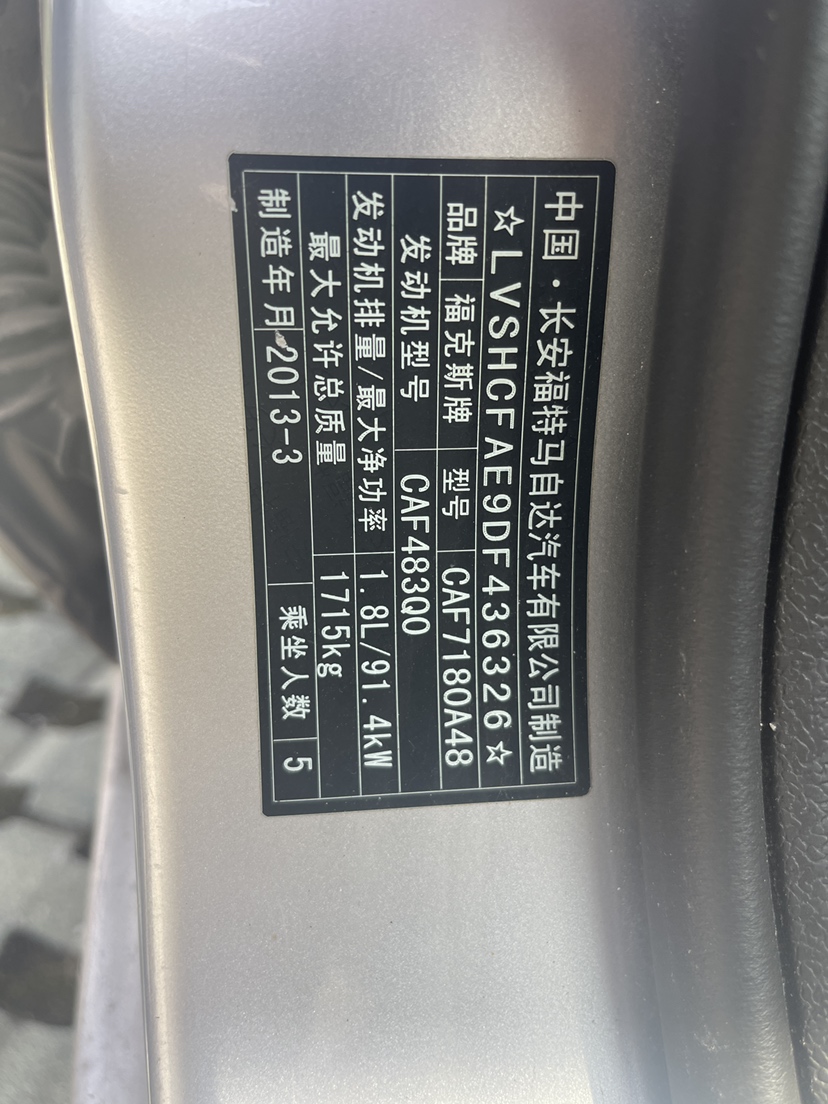 中国·长安福特马自达汽车有限公司制造
☆LVSHCFAE9DF436326☆
品牌 福克斯牌 型号 CAF7180A48
发动机型号 CAF483Q0
发动机排量/最大净功率 1.8L/91.4kW
最大允许总质量 1715kg
制造年月 2013-3 乘坐人数 5